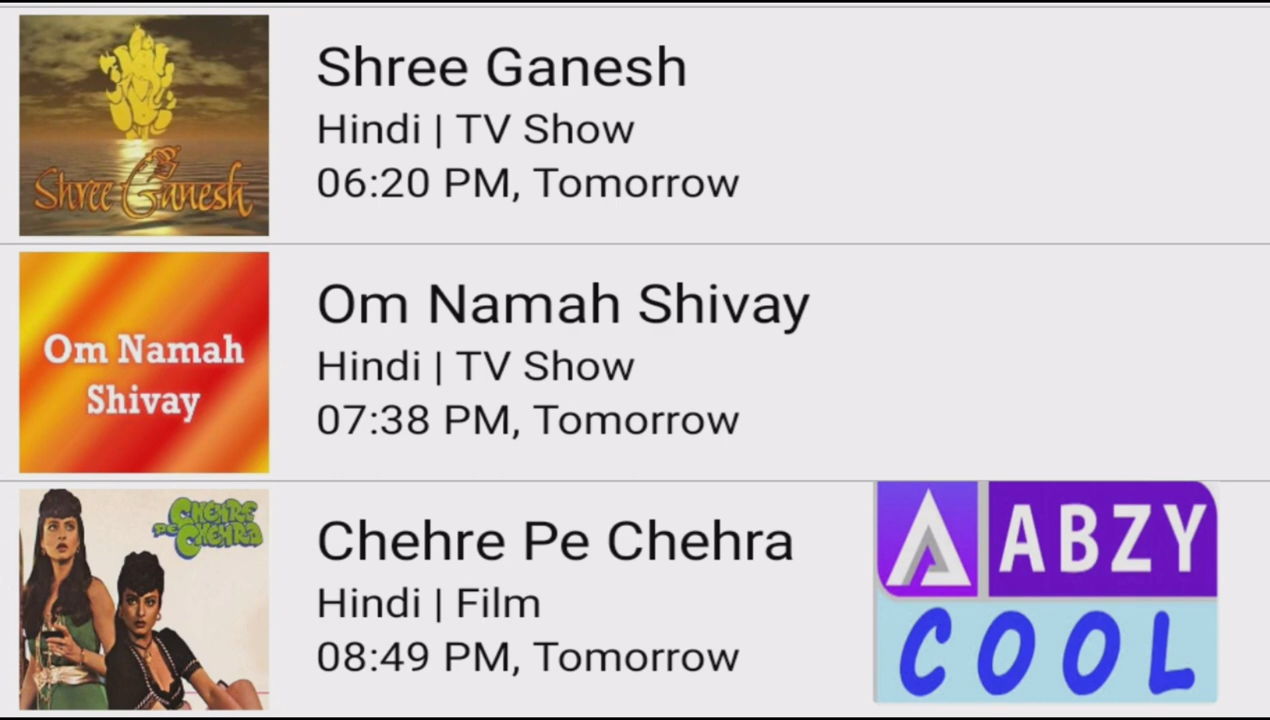 Shree Ganesh
Shree Ganesh
Hindi | TV Show
06:20 PM, Tomorrow
Om Namah
Shivay
Om Namah Shivay
Hindi | TV Show
07:38 PM, Tomorrow
CHEHRE
PE CHEHRA
Chehre Pe Chehra
Hindi | Film
08:49 PM, Tomorrow
ABZY
COOL